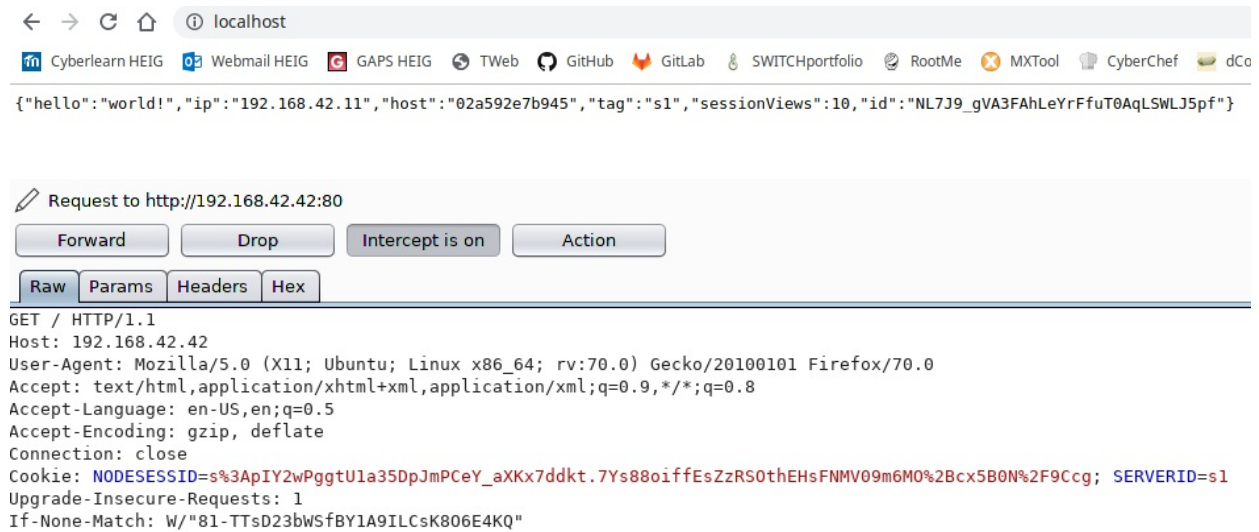 localhost
Cyberlearn HEIG Webmail HEIG GAPS HEIG TWeb GitHub GitLab SWITCHportfolio RootMe MXTool CyberChef dCo
{"hello":"world!","ip":"192.168.42.11","host":"02a592e7b945","tag":"s1","sessionViews":10,"id":"NL7J9_gVA3FAhLeYrFfuT0AqLSWLJ5pf"}
Request to http://192.168.42.42:80
Forward Drop Intercept is on Action
Raw Params Headers Hex
GET / HTTP/1.1
Host: 192.168.42.42
User-Agent: Mozilla/5.0 (X11; Ubuntu; Linux x86_64; rv:70.0) Gecko/20100101 Firefox/70.0
Accept: text/html,application/xhtml+xml,application/xml;q=0.9,*/*;q=0.8
Accept-Language: en-US,en;q=0.5
Accept-Encoding: gzip, deflate
Connection: close
Cookie: NODESESSID=s%3ApIY2wPggtU1a35DpJmPCeY_aXKx7ddkt.7Ys88oiffEsZzRSOthEHsFNMV09m6MO%2Bcx5B0N%2F9Ccg; SERVERID=s1
Upgrade-Insecure-Requests: 1
If-None-Match: W/"81-TTsD23bWSfBY1A9ILCsK8O6E4KQ"